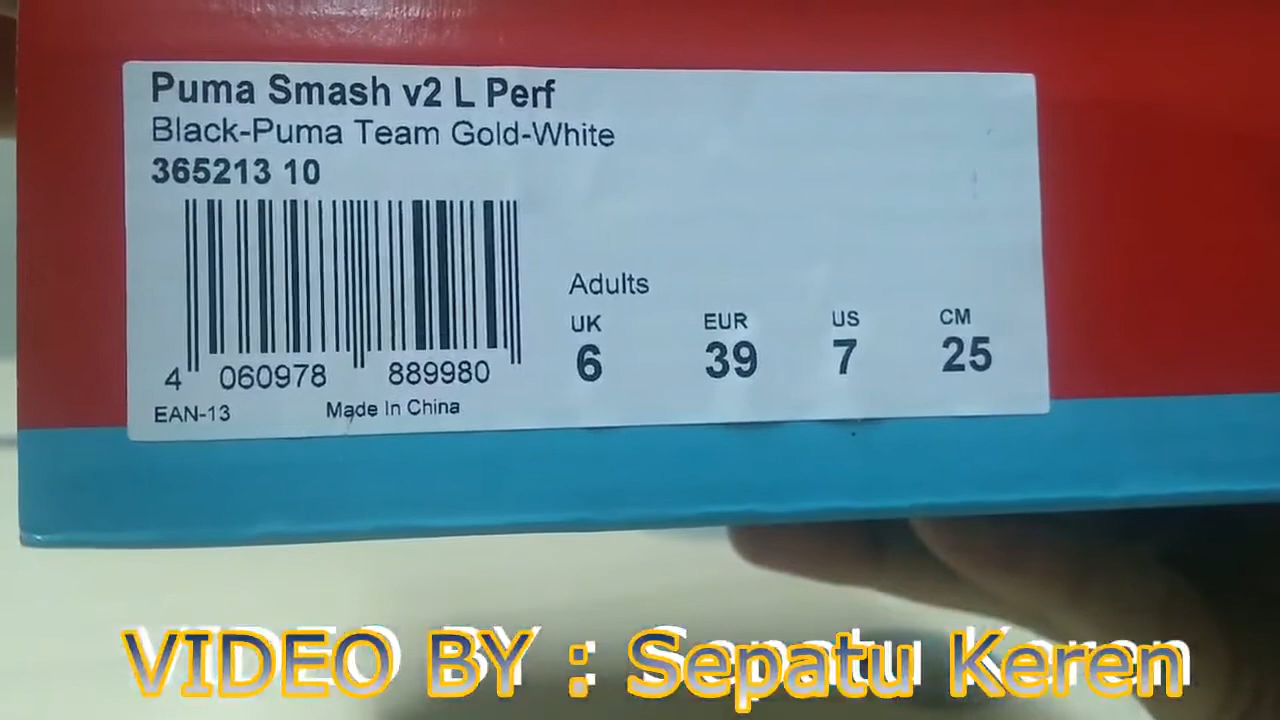 Puma Smash v2 L Perf
Black-Puma Team Gold-White
365213 10
Adults
UK EUR US CM
6 39 7 25
4 060978 889980
EAN-13 Made In China
VIDEO BY : Sepatu Keren